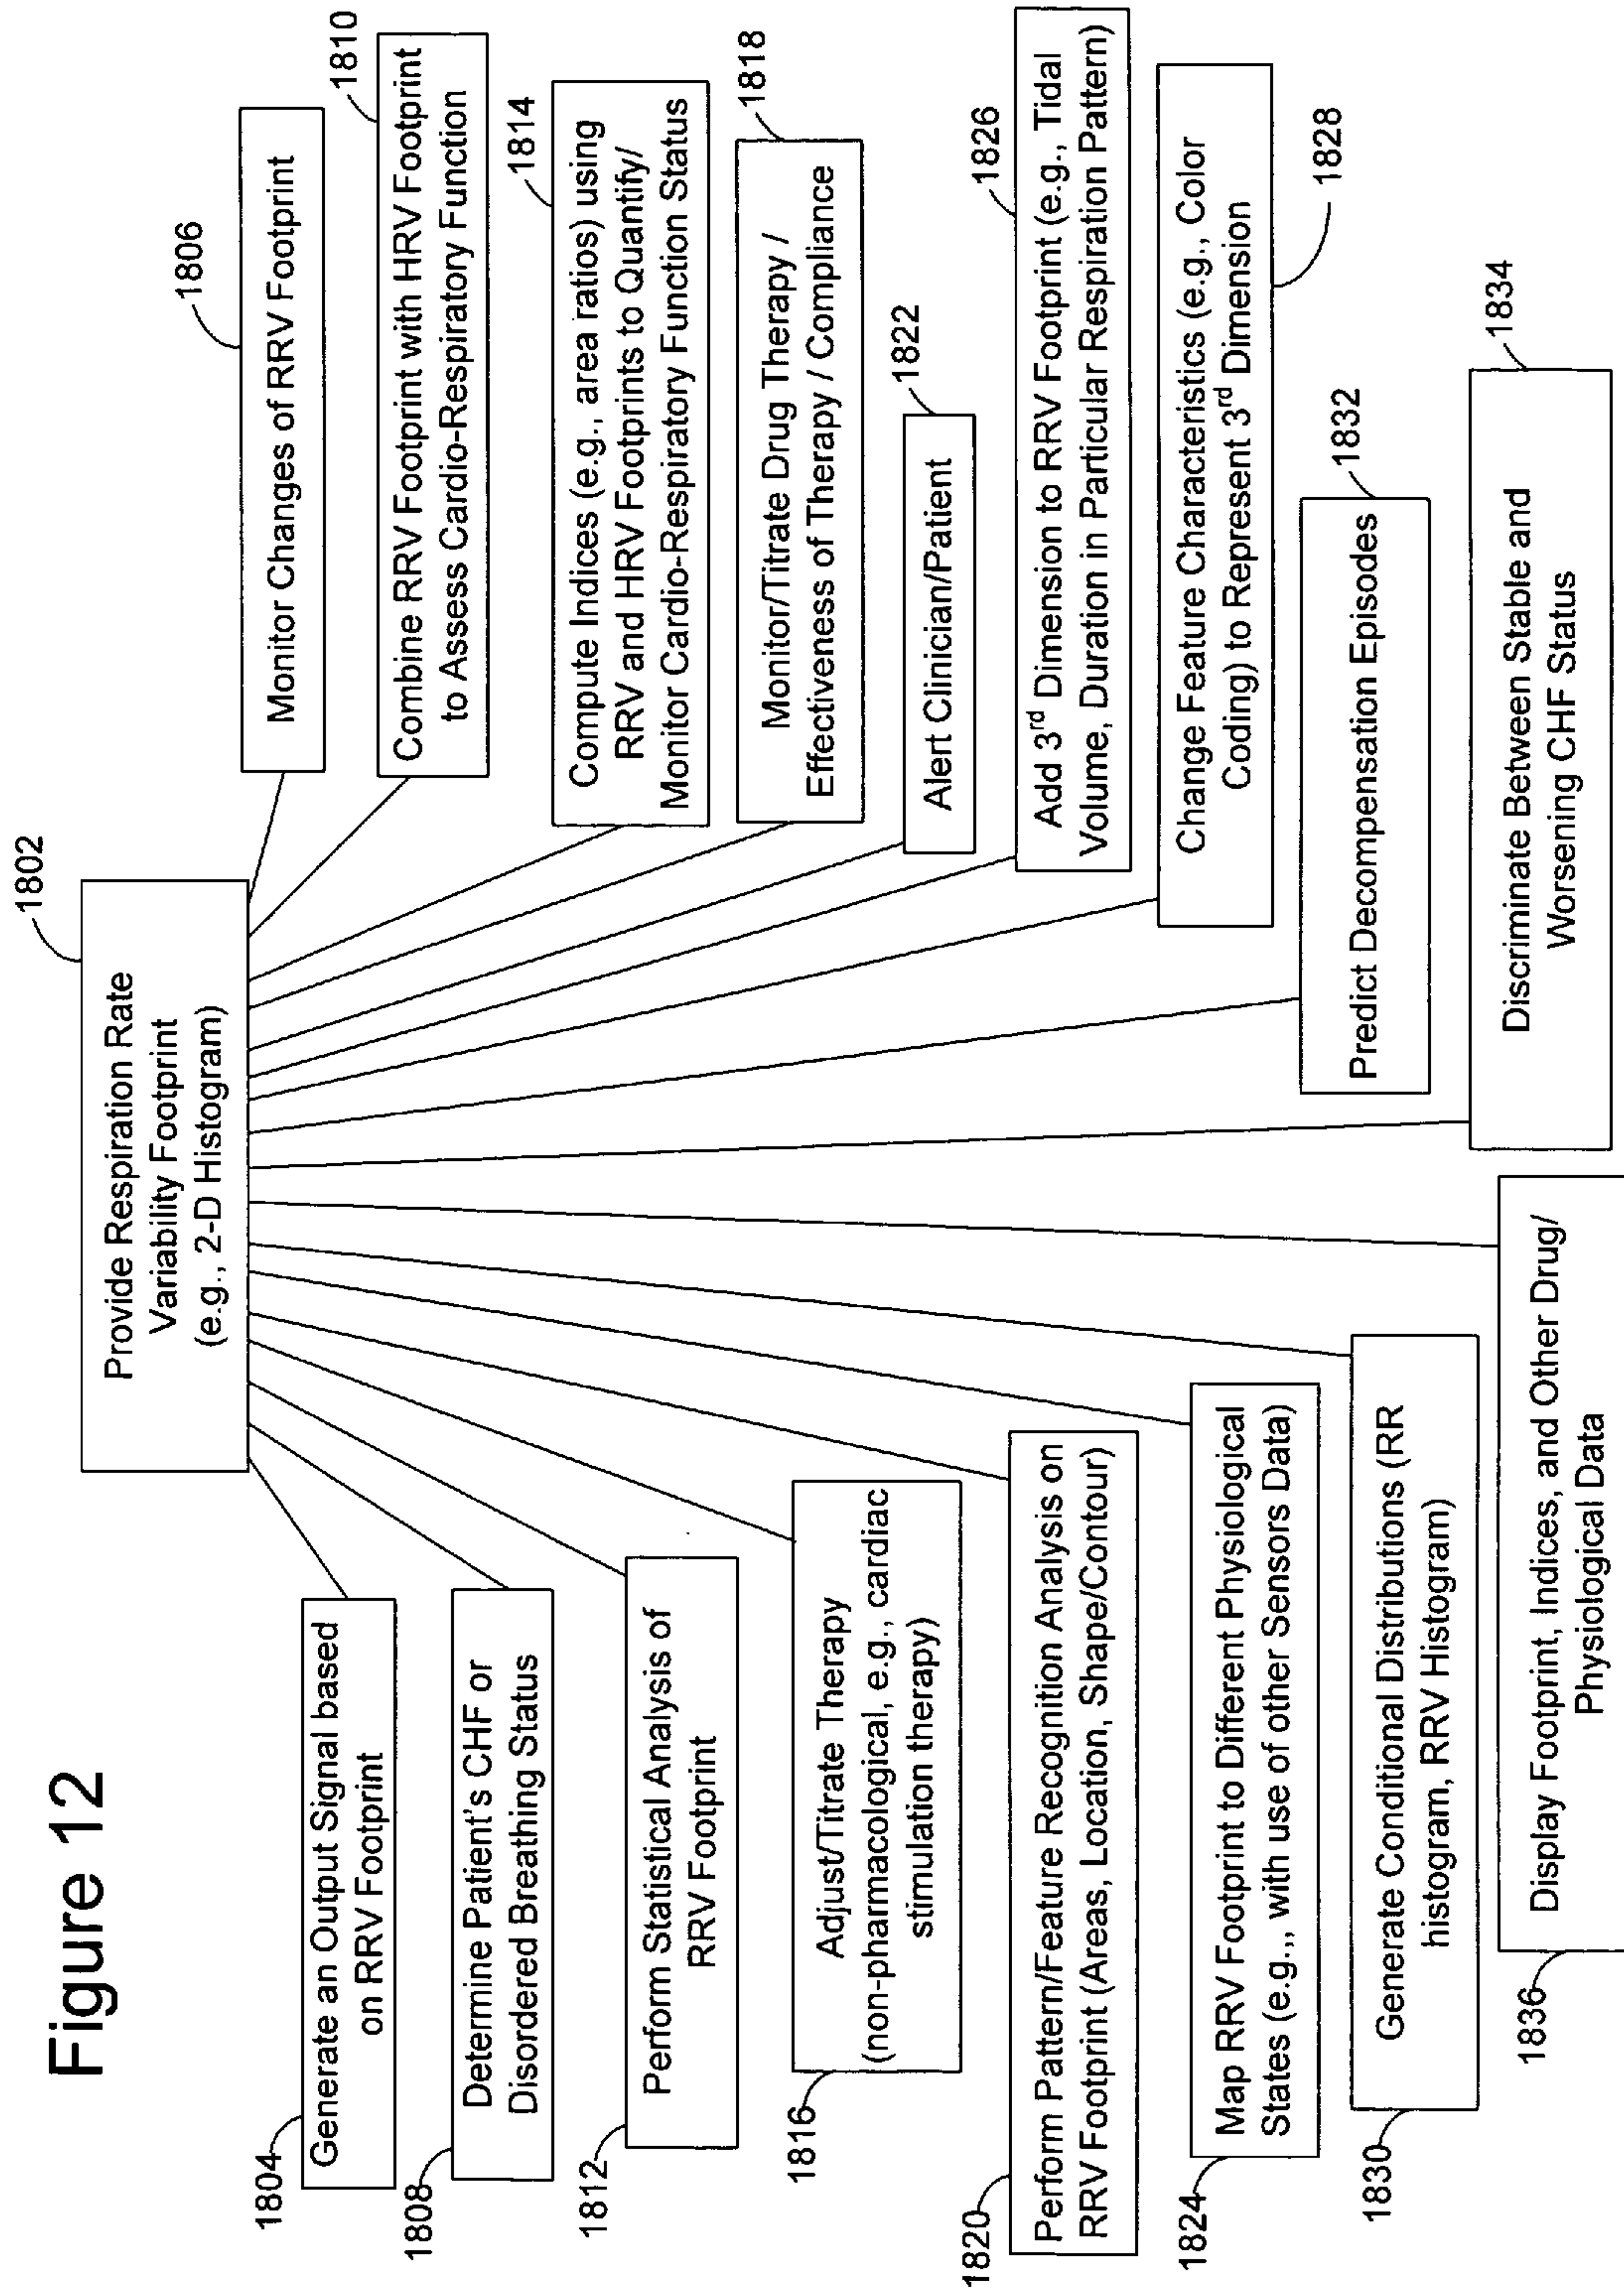 Figure 12
1802
Provide Respiration Rate
Variability Footprint
(e.g., 2-D Histogram)
1804
Generate an Output Signal based
on RRV Footprint
1806
Monitor Changes of RRV Footprint
1808
Determine Patient's CHF or
Disordered Breathing Status
1810
Combine RRV Footprint with HRV Footprint
to Assess Cardio-Respiratory Function
1812
Perform Statistical Analysis of
RRV Footprint
1814
Compute Indices (e.g., area ratios) using
RRV and HRV Footprints to Quantify/
Monitor Cardio-Respiratory Function Status
1816
Adjust/Titrate Therapy
(non-pharmacological, e.g., cardiac
stimulation therapy)
1818
Monitor/Titrate Drug Therapy /
Effectiveness of Therapy / Compliance
1820
Perform Pattern/Feature Recognition Analysis on
RRV Footprint (Areas, Location, Shape/Contour)
1822
Alert Clinician/Patient
1824
Map RRV Footprint to Different Physiological
States (e.g.,, with use of other Sensors Data)
1826
Add 3rd Dimension to RRV Footprint (e.g., Tidal
Volume, Duration in Particular Respiration Pattern)
1828
Change Feature Characteristics (e.g., Color
Coding) to Represent 3rd Dimension
1830
Generate Conditional Distributions (RR
histogram, RRV Histogram)
1832
Predict Decompensation Episodes
1834
Discriminate Between Stable and
Worsening CHF Status
1836
Display Footprint, Indices, and Other Drug/
Physiological Data